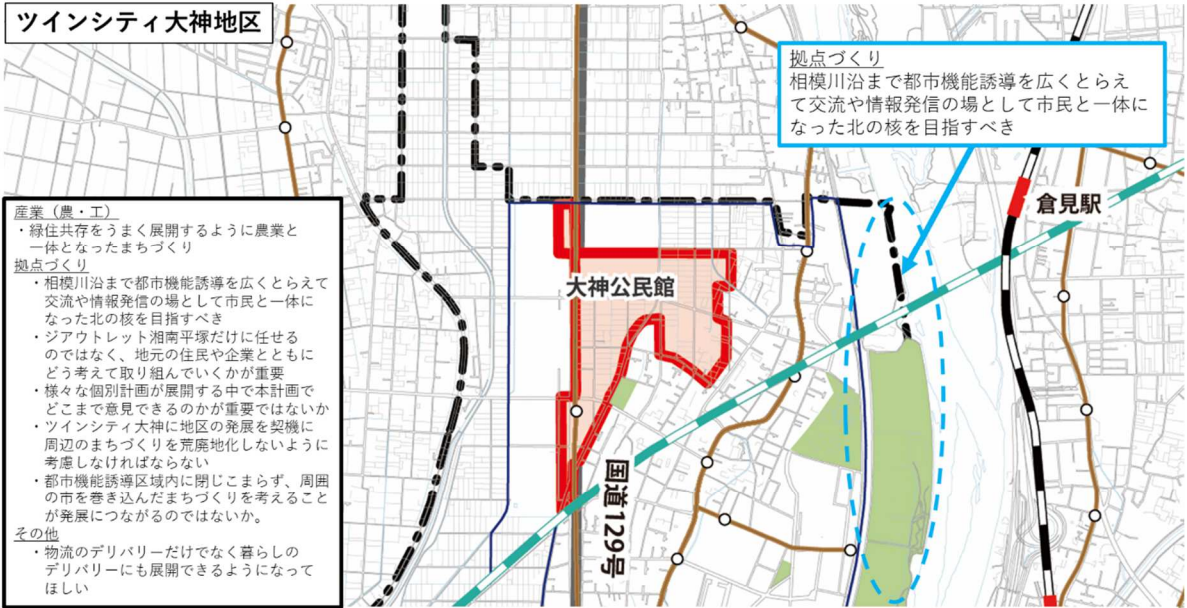 ツインシティ大神地区
拠点づくり
相模川沿まで都市機能誘導を広くとらえ
て交流や情報発信の場として市民と一体に
なった北の核を目指すべき
倉見駅
大神公民館
国道129号
産業（農・工）
・緑住共存をうまく展開するように農業と
一体となったまちづくり
拠点づくり
・相模川沿まで都市機能誘導を広くとらえて
交流や情報発信の場として市民と一体に
なった北の核を目指すべき
・ジアウトレット湘南平塚だけに任せる
のではなく、地元の住民や企業とともに
どう考えて取り組んでいくかが重要
・様々な個別計画が展開する中で本計画で
どこまで意見できるのかが重要ではないか
・ツインシティ大神に地区の発展を契機に
周辺のまちづくりを荒廃地化しないように
考慮しなければならない
・都市機能誘導区域内に閉じこまらず、周囲
の市を巻き込んだまちづくりを考えること
が発展につながるのではないか。
その他
・物流のデリバリーだけでなく暮らしの
デリバリーにも展開できるようになって
ほしい